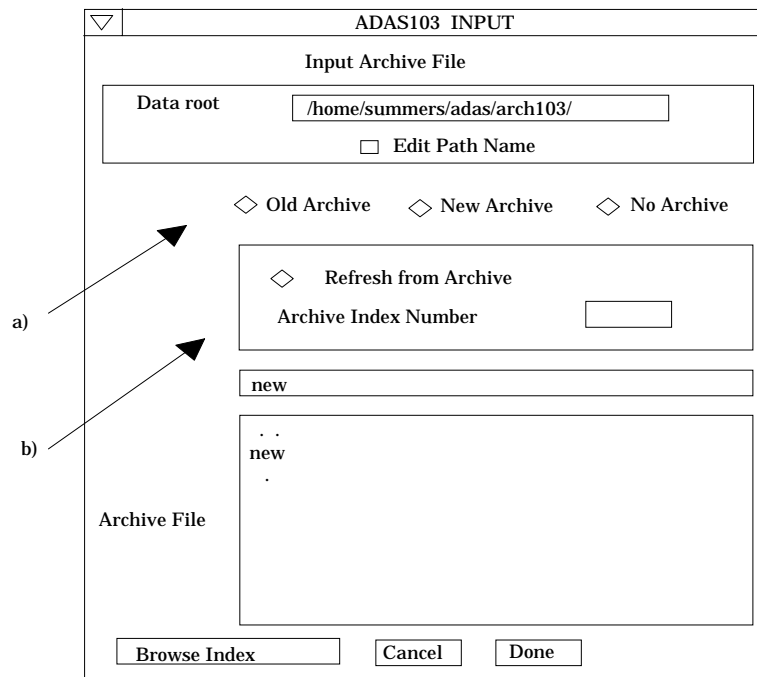 ADAS103 INPUT
Input Archive File
Data root /home/summers/adas/arch103/
Edit Path Name
Old Archive New Archive No Archive
Refresh from Archive
a)
Archive Index Number
new
b)
. .
new
.
Archive File
Browse Index Cancel Done